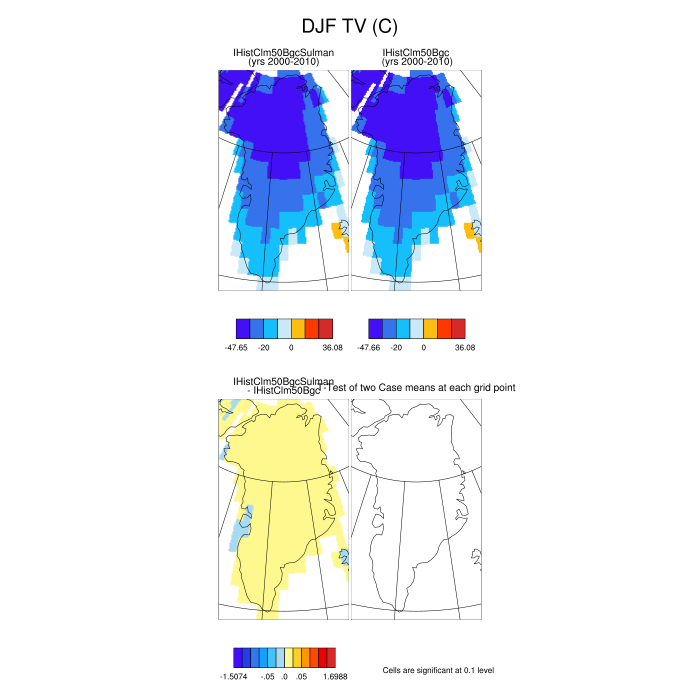 DJF TV (C)
IHistClm50BgcSulman
(yrs 2000-2010)
IHistClm50Bgc
(yrs 2000-2010)
-47.65 -20 0 36.08
-47.66 -20 0 36.08
IHistClm50BgcSulman
- IHistClm50Bgc
T-Test of two Case means at each grid point
-1.5074 -.05 .0 .05 1.6988
Cells are significant at 0.1 level